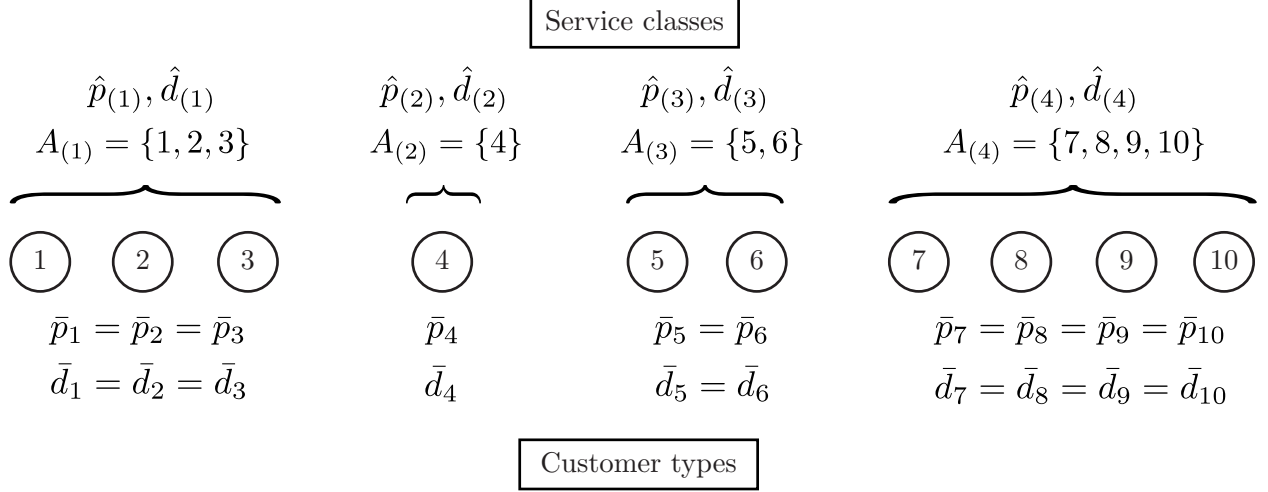 Service classes
p̂₍₁₎, d̂₍₁₎ p̂₍₂₎, d̂₍₂₎ p̂₍₃₎, d̂₍₃₎ p̂₍₄₎, d̂₍₄₎
A₍₁₎ = {1, 2, 3} A₍₂₎ = {4} A₍₃₎ = {5, 6} A₍₄₎ = {7, 8, 9, 10}
1 2 3 4 5 6 7 8 9 10
p̄₁ = p̄₂ = p̄₃ p̄₄ p̄₅ = p̄₆ p̄₇ = p̄₈ = p̄₉ = p̄₁₀
d̄₁ = d̄₂ = d̄₃ d̄₄ d̄₅ = d̄₆ d̄₇ = d̄₈ = d̄₉ = d̄₁₀
Customer types